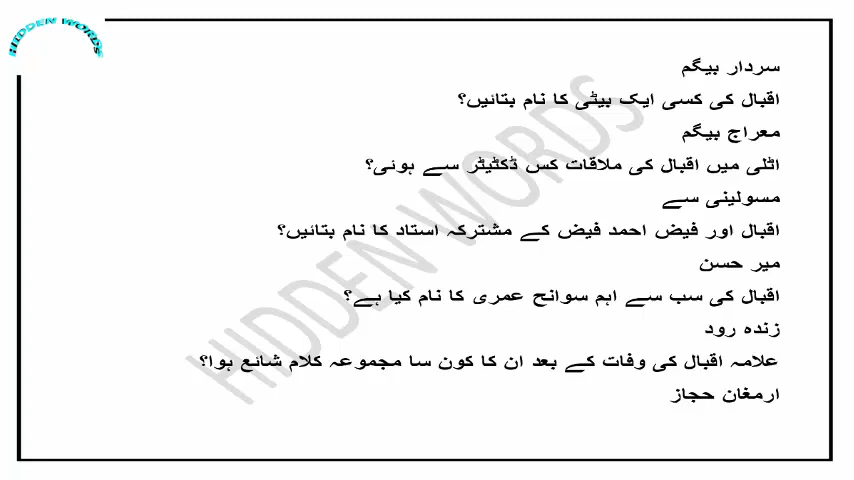 HIDDEN WORDS
سردار بیگم
اقبال کی کسی ایک بیٹی کا نام بتائیں؟
معراج بیگم
اٹلی میں اقبال کی ملاقات کس ڈکٹیٹر سے ہوئی؟
مسولینی سے
اقبال اور فیض احمد فیض کے مشترکہ استاد کا نام بتائیں؟
میر حسن
اقبال کی سب سے اہم سوانح عمری کا نام کیا ہے؟
زندہ رود
علامہ اقبال کی وفات کے بعد ان کا کون سا مجموعہ کلام شائع ہوا؟
ارمغان حجاز
HIDDEN WORDS